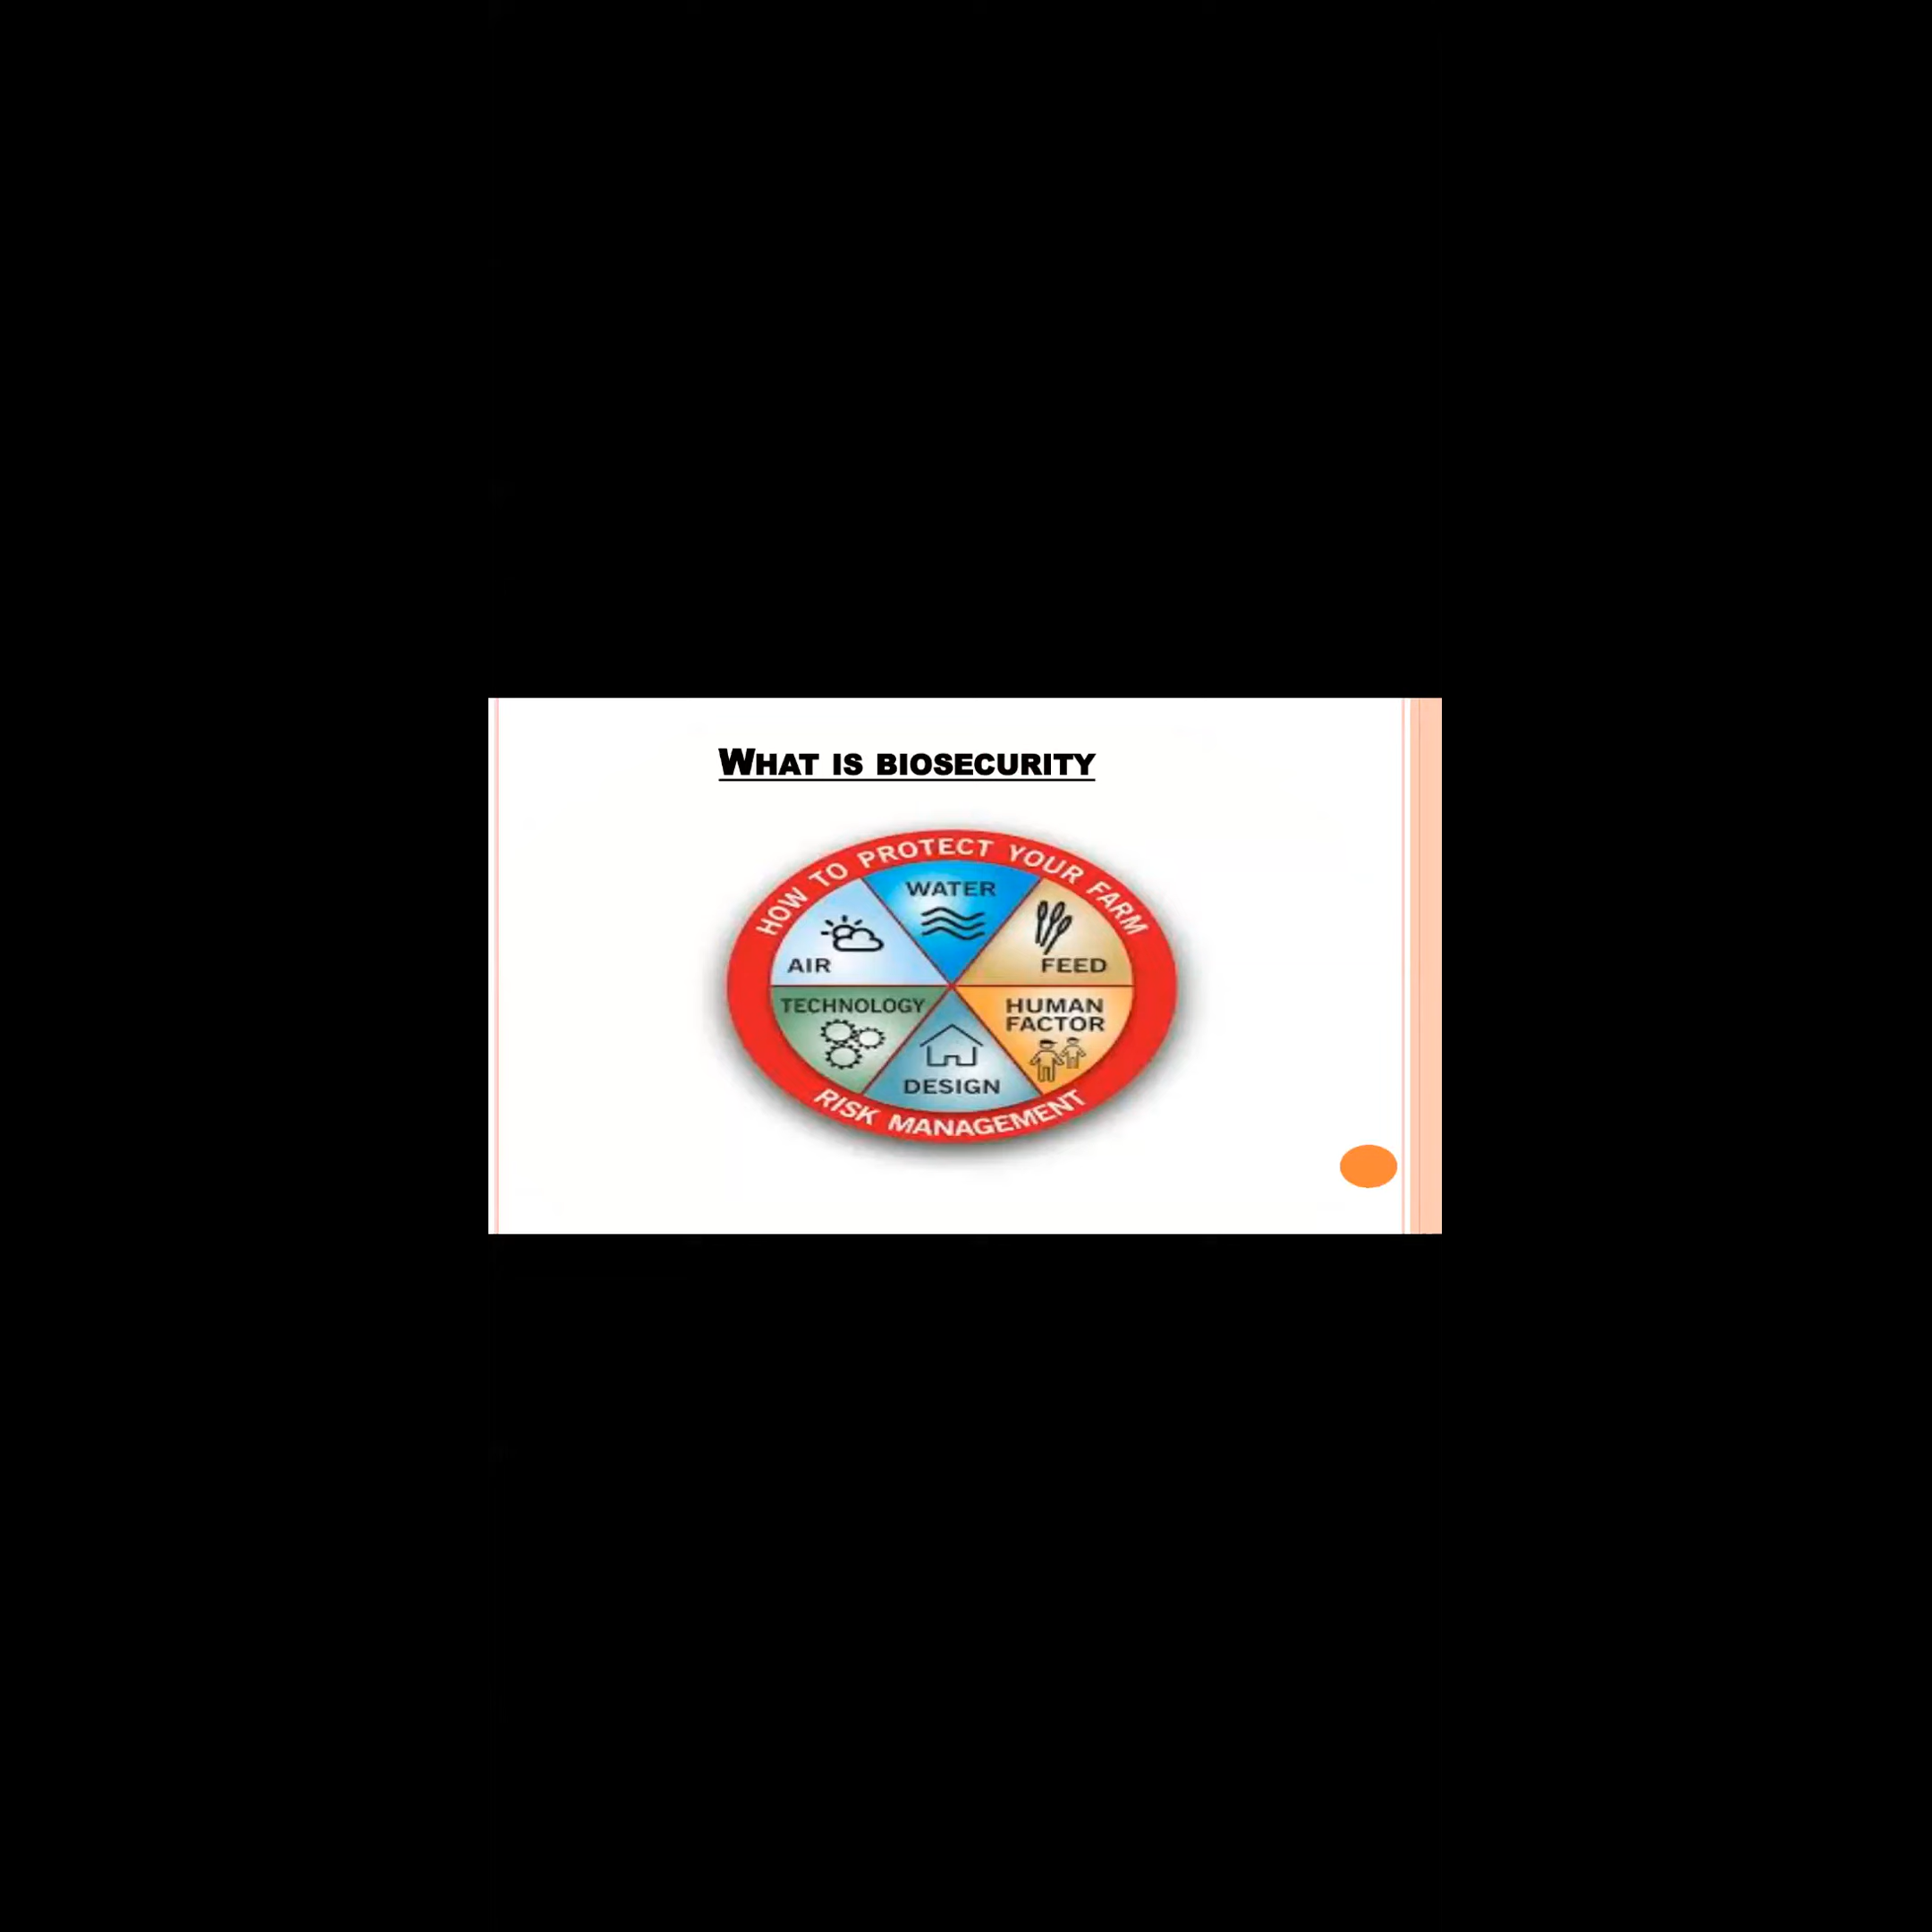 WHAT IS BIOSECURITY
HOW TO PROTECT YOUR FARM
WATER
AIR
FEED
TECHNOLOGY
HUMAN
FACTOR
DESIGN
RISK MANAGEMENT